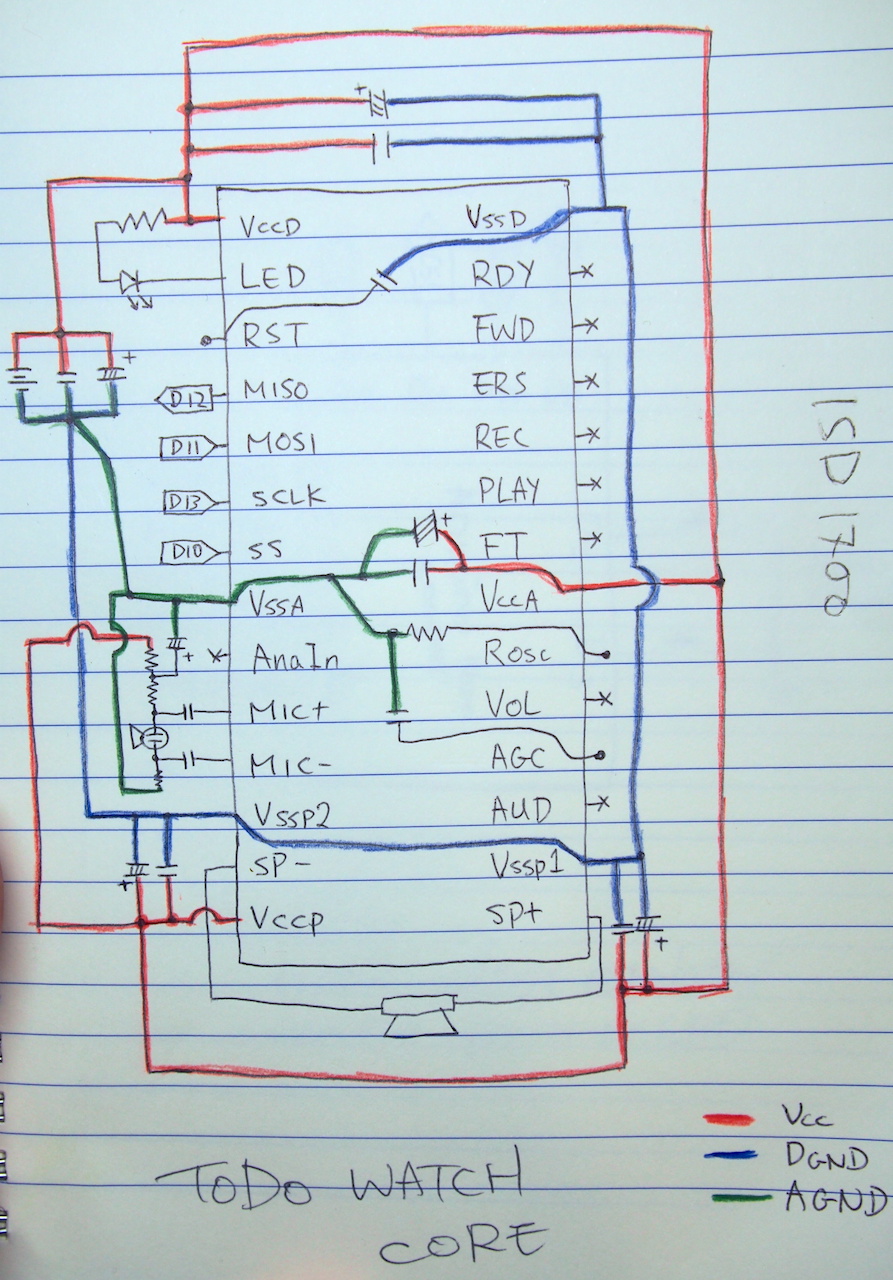 +
VCCD VSSD
LED RDY
RST FWD
+
D12 MISO ERS
D11 MOSI REC
D13 SCLK PLAY
D10 SS FT
+
VSSA VCCA
+ AnaIn ROSC
MIC+ VOL
MIC- AGC
VSSP2 AUD
SP- VSSP1
+
VCCP SP+
+
ISD1760
VCC
DGND
AGND
TODO WATCH
CORE